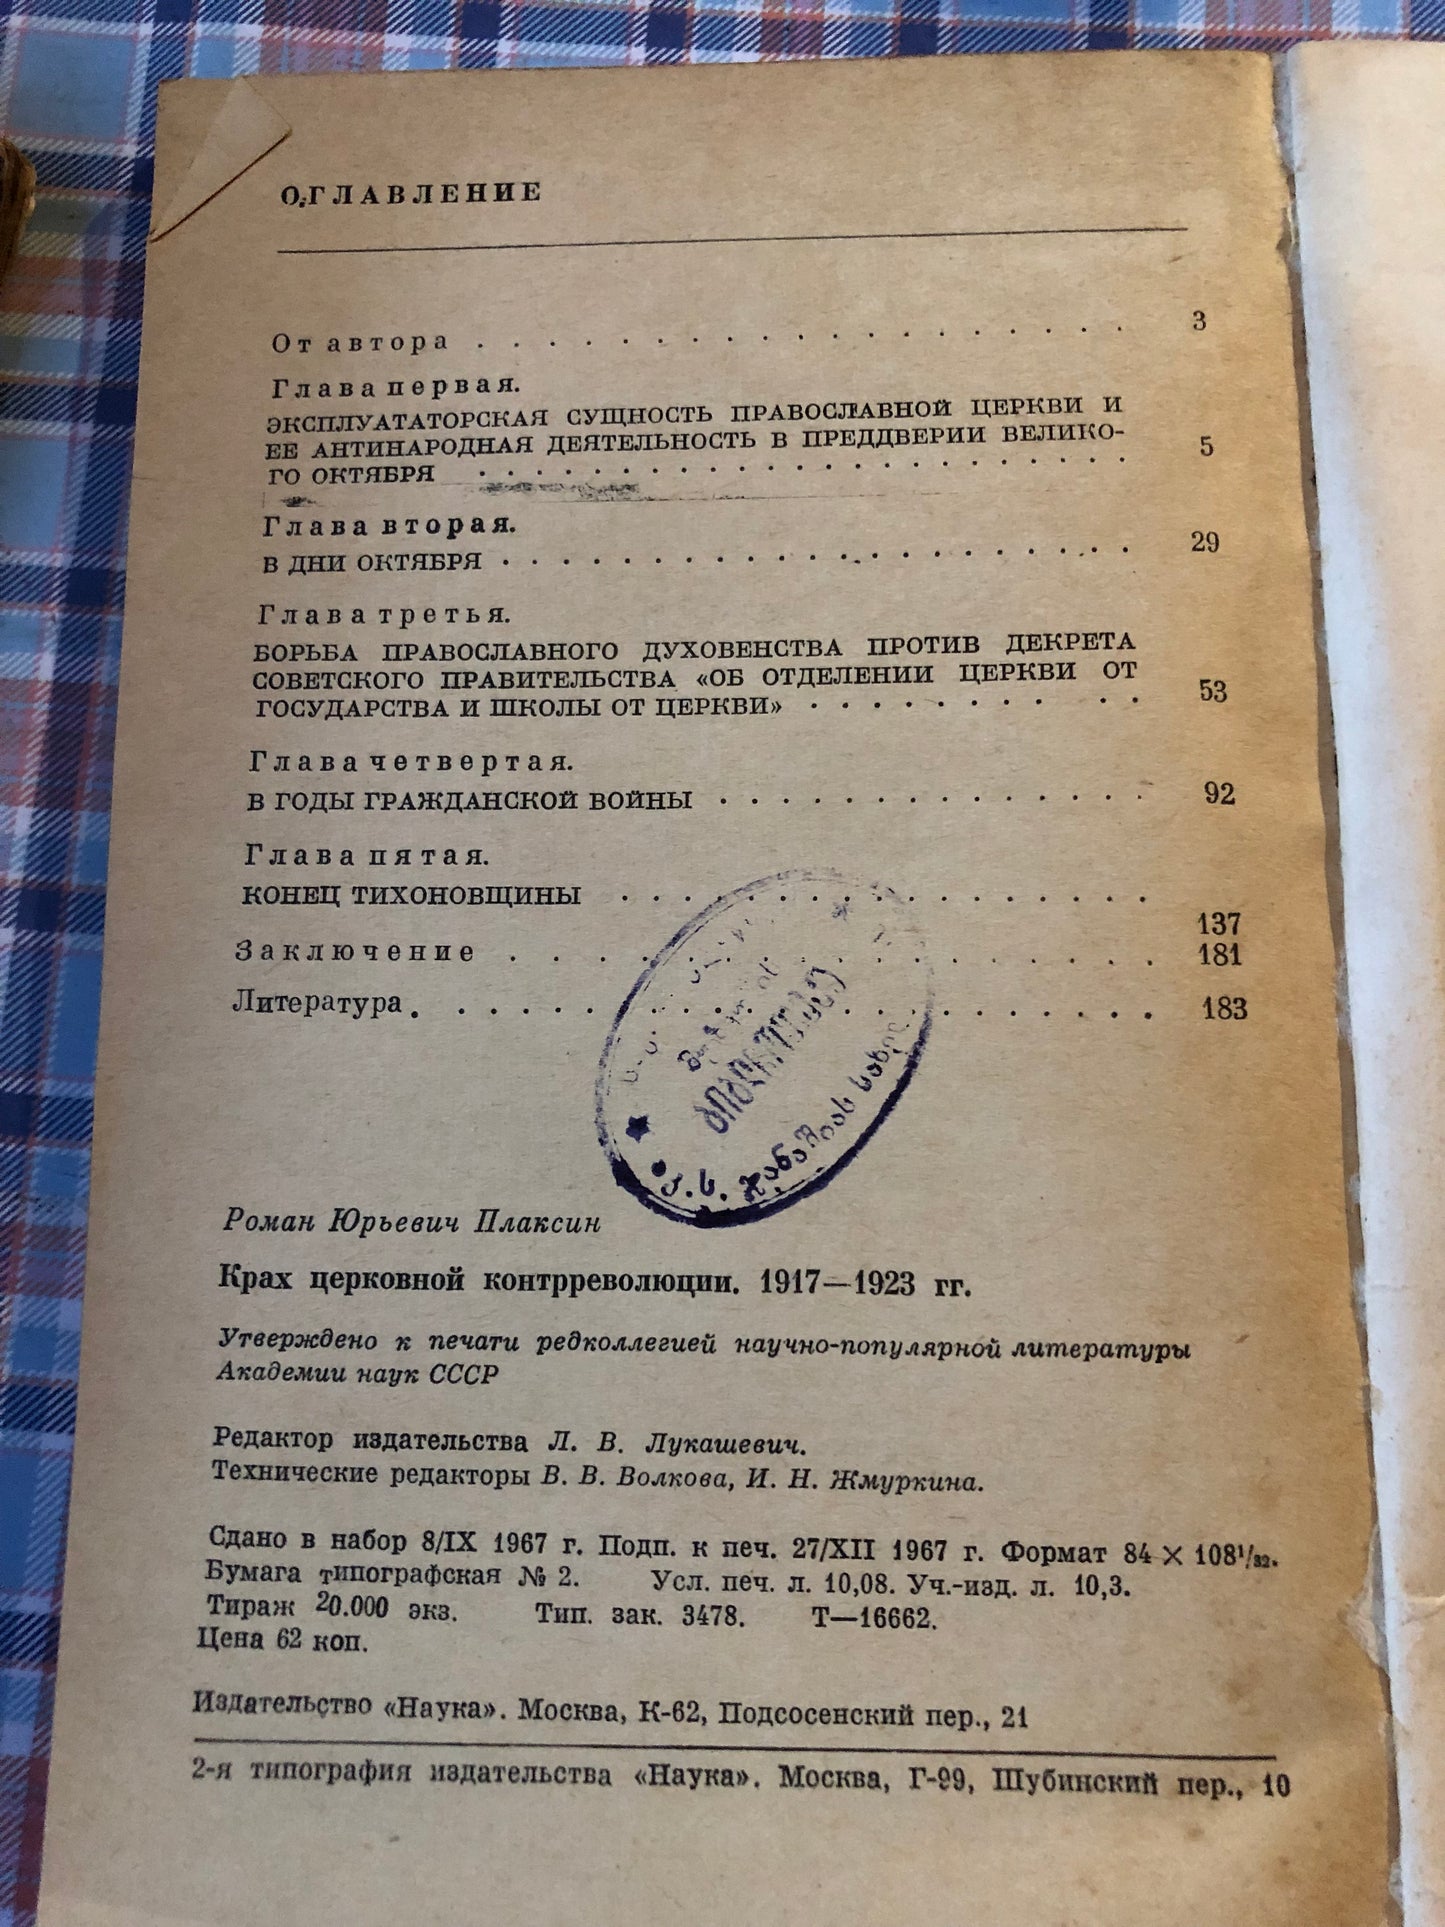 ОГЛАВЛЕНИЕ
От автора 3
Глава первая.
ЭКСПЛУАТАТОРСКАЯ СУЩНОСТЬ ПРАВОСЛАВНОЙ ЦЕРКВИ И
ЕЕ АНТИНАРОДНАЯ ДЕЯТЕЛЬНОСТЬ В ПРЕДДВЕРИИ ВЕЛИКО-
ГО ОКТЯБРЯ 5
Глава вторая.
В ДНИ ОКТЯБРЯ 29
Глава третья.
БОРЬБА ПРАВОСЛАВНОГО ДУХОВЕНСТВА ПРОТИВ ДЕКРЕТА
СОВЕТСКОГО ПРАВИТЕЛЬСТВА «ОБ ОТДЕЛЕНИИ ЦЕРКВИ ОТ
ГОСУДАРСТВА И ШКОЛЫ ОТ ЦЕРКВИ» 53
Глава четвертая.
В ГОДЫ ГРАЖДАНСКОЙ ВОЙНЫ 92
Глава пятая.
КОНЕЦ ТИХОНОВЩИНЫ 137
Заключение 181
Литература 183
ბიბლიოთეკა
ს. ჯანაშიას სახელ
Роман Юрьевич Плаксин
Крах церковной контрреволюции. 1917—1923 гг.
Утверждено к печати редколлегией научно-популярной литературы
Академии наук СССР
Редактор издательства Л. В. Лукашевич.
Технические редакторы В. В. Волкова, И. Н. Жмуркина.
Сдано в набор 8/IX 1967 г. Подп. к печ. 27/XII 1967 г. Формат 84 × 108¹/₃₂.
Бумага типографская № 2. Усл. печ. л. 10,08. Уч.-изд. л. 10,3.
Тираж 20.000 экз. Тип. зак. 3478. Т—16662.
Цена 62 коп.
Издательство «Наука». Москва, К-62, Подсосенский пер., 21
2-я типография издательства «Наука». Москва, Г-99, Шубинский пер., 10